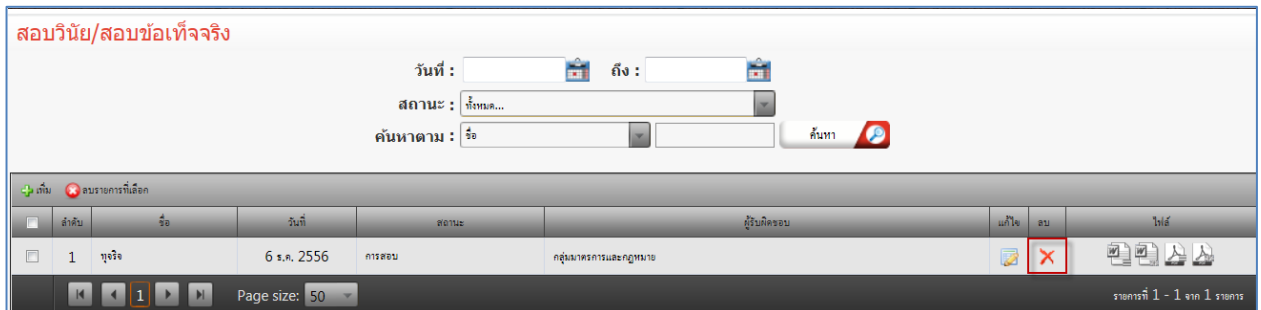 สอบวินัย/สอบข้อเท็จจริง
วันที่ : ถึง :
สถานะ : ทั้งหมด...
ค้นหาตาม : ชื่อ ค้นหา
เพิ่ม ลบรายการที่เลือก
ลำดับ ชื่อ วันที่ สถานะ ผู้รับผิดชอบ แก้ไข ลบ ไฟล์
1 ทุจริจ 6 ธ.ค. 2556 การสอบ กลุ่มมาตรการและกฎหมาย
1 Page size: 50 รายการที่ 1 - 1 จาก 1 รายการ